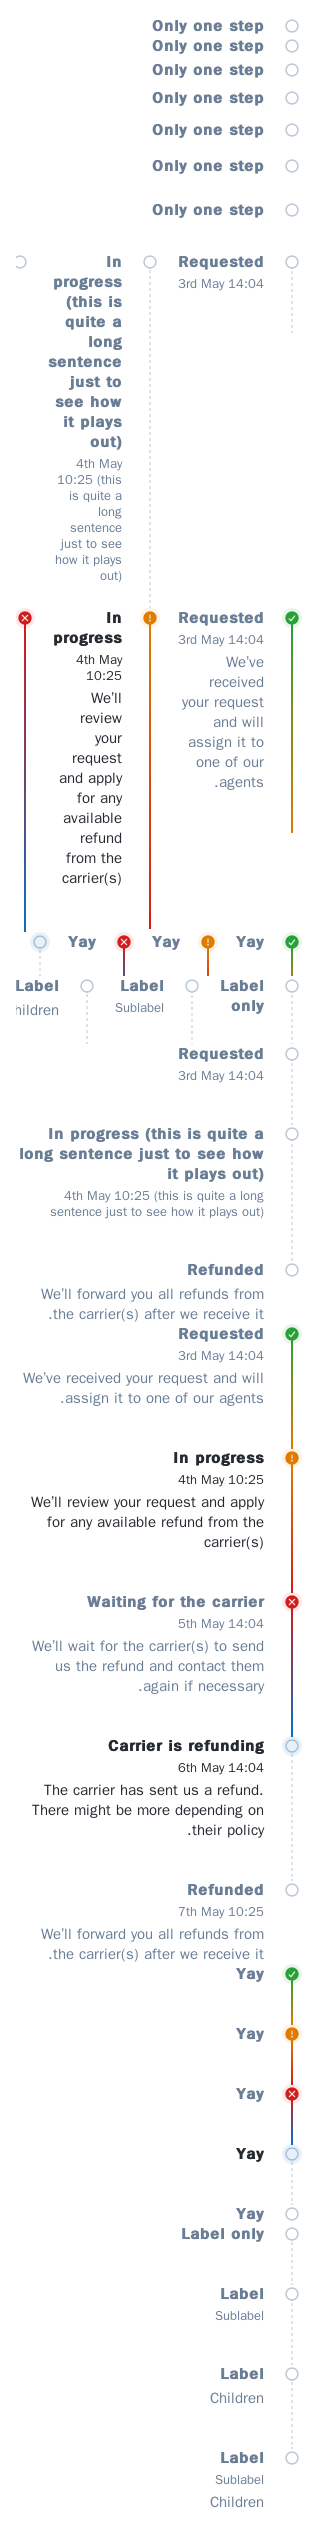 Only one step
Only one step
Only one step
Only one step
Only one step
Only one step
Only one step
Requested
3rd May 14:04
In
progress
(this is
quite a
long
sentence
just to
see how
it plays
out)
4th May
10:25 (this
is quite a
long
sentence
just to see
how it plays
out)
Requested
3rd May 14:04
We've
received
your request
and will
assign it to
one of our
.agents
In
progress
4th May
10:25
We'll
review
your
request
and apply
for any
available
refund
from the
carrier(s)
Yay
Yay
Yay
Label
only
Label
Sublabel
Label
hildren
Requested
3rd May 14:04
In progress (this is quite a
long sentence just to see how
it plays out)
4th May 10:25 (this is quite a long
sentence just to see how it plays out)
Refunded
We'll forward you all refunds from
.the carrier(s) after we receive it
Requested
3rd May 14:04
We've received your request and will
.assign it to one of our agents
In progress
4th May 10:25
We'll review your request and apply
for any available refund from the
carrier(s)
Waiting for the carrier
5th May 14:04
We'll wait for the carrier(s) to send
us the refund and contact them
.again if necessary
Carrier is refunding
6th May 14:04
The carrier has sent us a refund.
There might be more depending on
.their policy
Refunded
7th May 10:25
We'll forward you all refunds from
.the carrier(s) after we receive it
Yay
Yay
Yay
Yay
Yay
Label only
Label
Sublabel
Label
Children
Label
Sublabel
Children